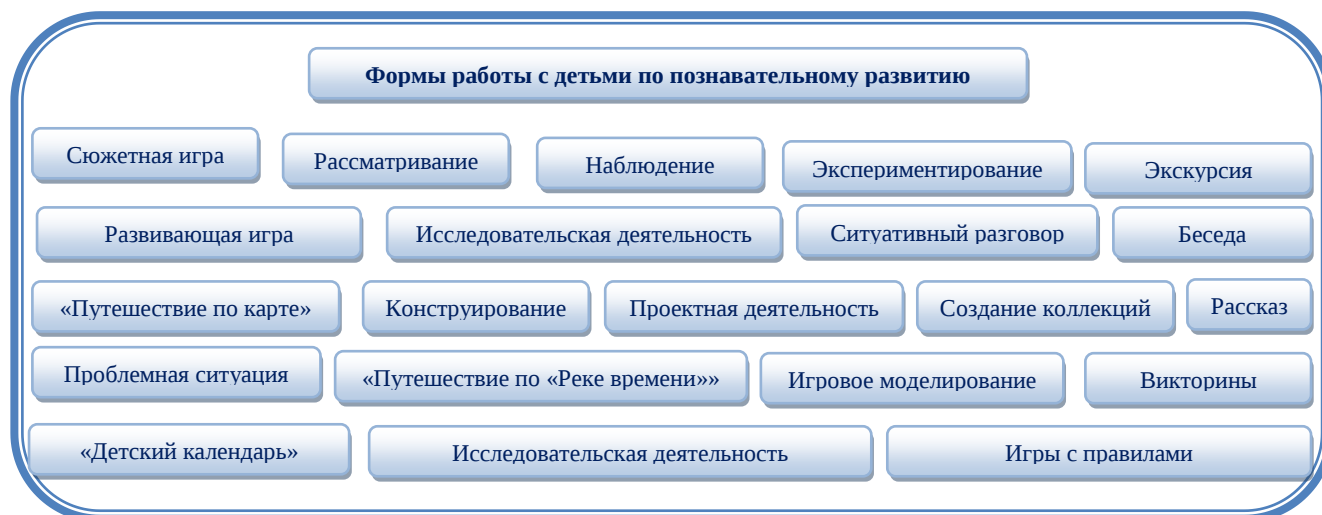 Формы работы с детьми по познавательному развитию
Сюжетная игра
Рассматривание
Наблюдение
Экспериментирование
Экскурсия
Развивающая игра
Исследовательская деятельность
Ситуативный разговор
Беседа
«Путешествие по карте»
Конструирование
Проектная деятельность
Создание коллекций
Рассказ
Проблемная ситуация
«Путешествие по «Реке времени»»
Игровое моделирование
Викторины
«Детский календарь»
Исследовательская деятельность
Игры с правилами